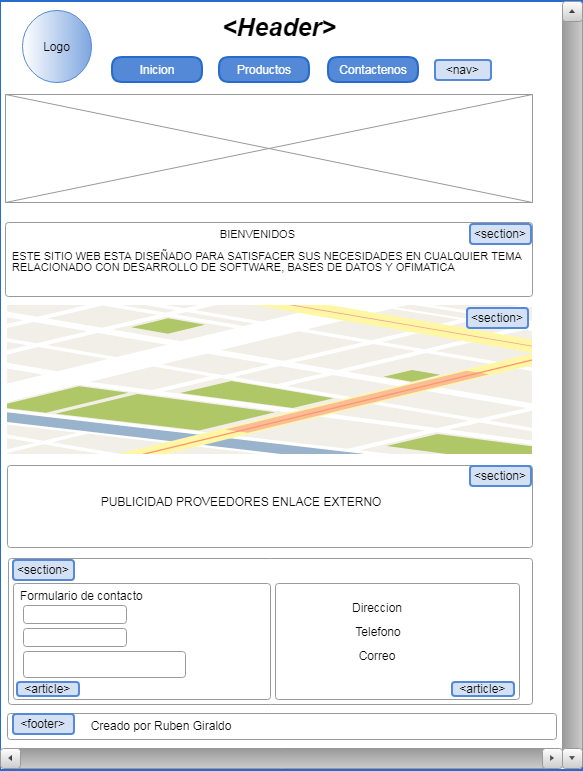 <Header>
Logo
Inicion
Productos
Contactenos
<nav>
BIENVENIDOS
<section>
ESTE SITIO WEB ESTA DISEÑADO PARA SATISFACER SUS NECESIDADES EN CUALQUIER TEMA
RELACIONADO CON DESARROLLO DE SOFTWARE, BASES DE DATOS Y OFIMATICA
<section>
<section>
PUBLICIDAD PROVEEDORES ENLACE EXTERNO
<section>
Formulario de contacto
Direccion
Telefono
Correo
<article>
<article>
<footer>
Creado por Ruben Giraldo